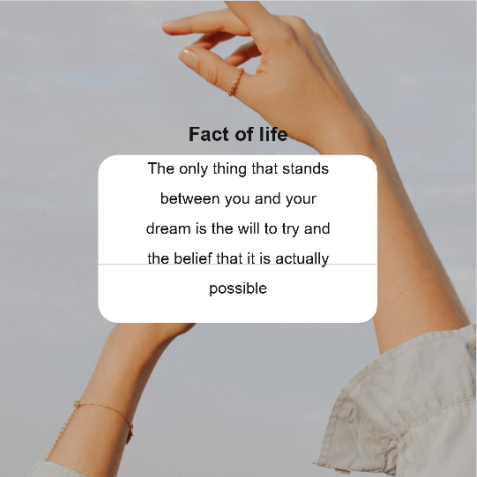 Fact of life
The only thing that stands
between you and your
dream is the will to try and
the belief that it is actually
possible